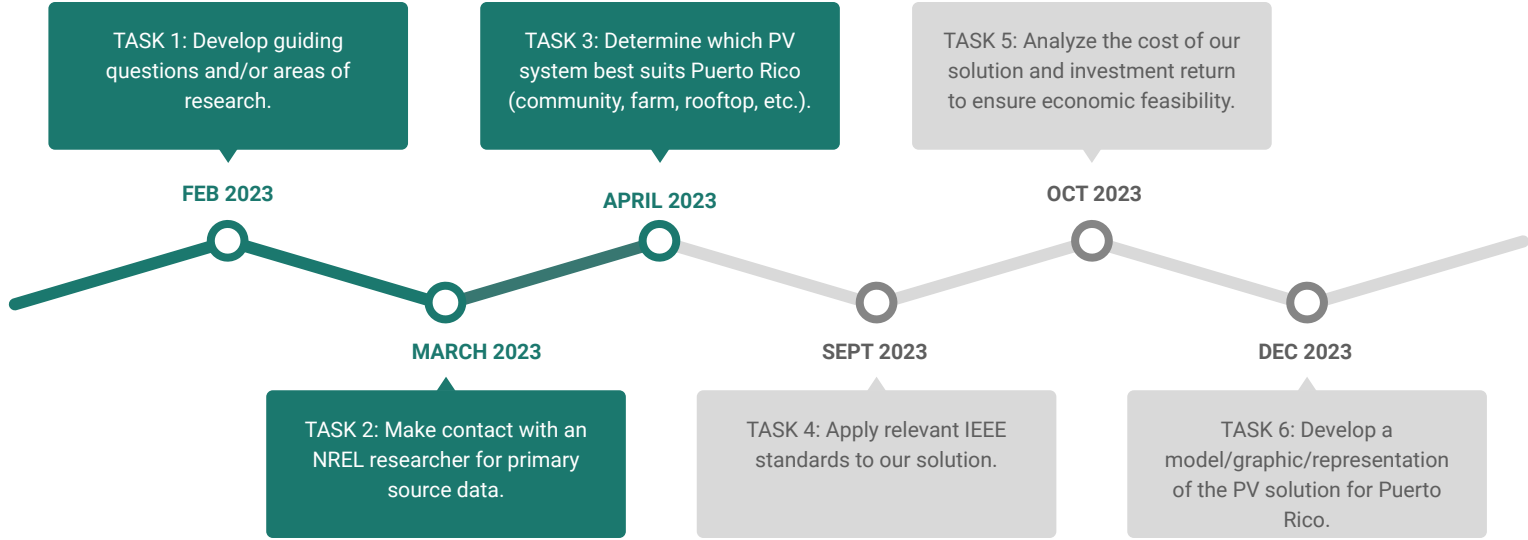 TASK 1: Develop guiding
questions and/or areas of
research.
FEB 2023
MARCH 2023
TASK 2: Make contact with an
NREL researcher for primary
source data.
TASK 3: Determine which PV
system best suits Puerto Rico
(community, farm, rooftop, etc.).
APRIL 2023
SEPT 2023
TASK 4: Apply relevant IEEE
standards to our solution.
TASK 5: Analyze the cost of our
solution and investment return
to ensure economic feasibility.
OCT 2023
DEC 2023
TASK 6: Develop a
model/graphic/representation
of the PV solution for Puerto
Rico.